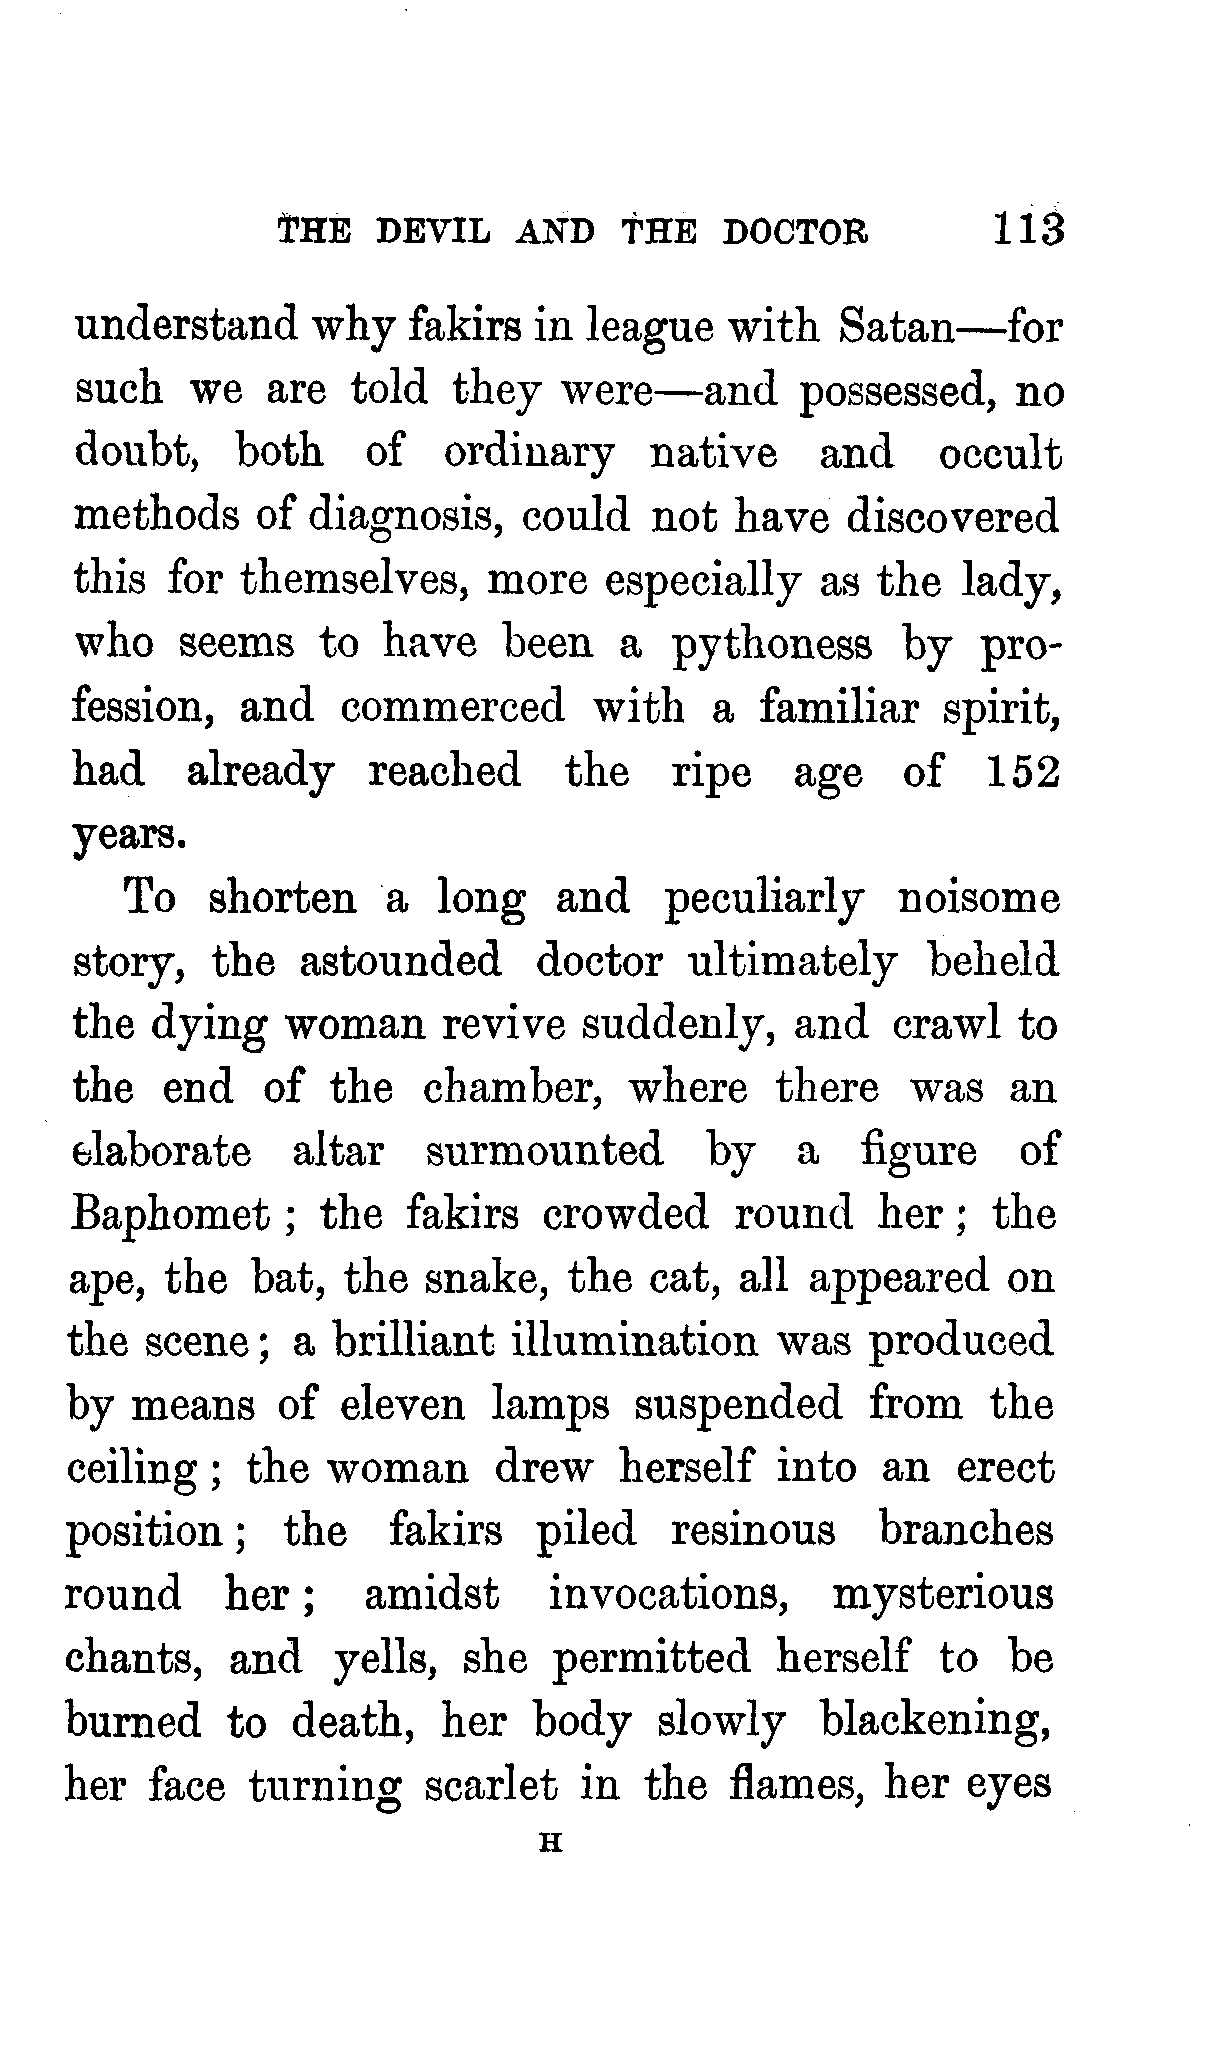 THE DEVIL AND THE DOCTOR 113
understand why fakirs in league with Satan—for
such we are told they were—and possessed, no
doubt, both of ordinary native and occult
methods of diagnosis, could not have discovered
this for themselves, more especially as the lady,
who seems to have been a pythoness by pro-
fession, and commerced with a familiar spirit,
had already reached the ripe age of 152
years.
To shorten a long and peculiarly noisome
story, the astounded doctor ultimately beheld
the dying woman revive suddenly, and crawl to
the end of the chamber, where there was an
elaborate altar surmounted by a figure of
Baphomet ; the fakirs crowded round her ; the
ape, the bat, the snake, the cat, all appeared on
the scene ; a brilliant illumination was produced
by means of eleven lamps suspended from the
ceiling ; the woman drew herself into an erect
position ; the fakirs piled resinous branches
round her ; amidst invocations, mysterious
chants, and yells, she permitted herself to be
burned to death, her body slowly blackening,
her face turning scarlet in the flames, her eyes
H